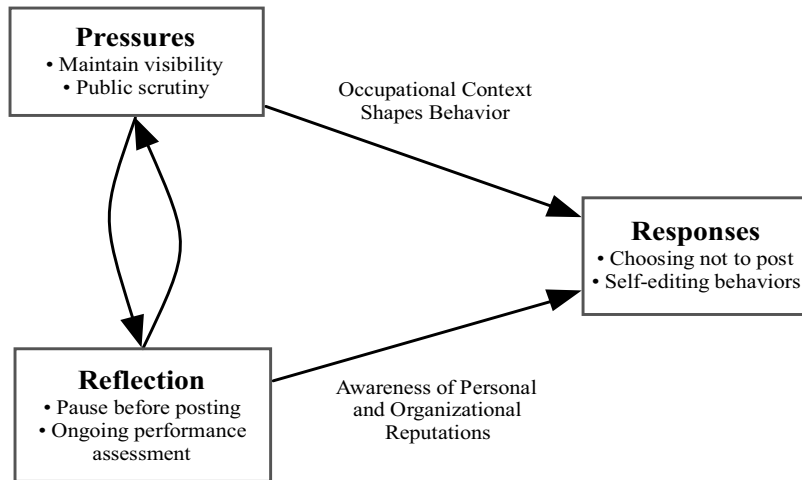 Pressures
• Maintain visibility
• Public scrutiny
Occupational Context
Shapes Behavior
Responses
• Choosing not to post
• Self-editing behaviors
Reflection
• Pause before posting
• Ongoing performance
assessment
Awareness of Personal
and Organizational
Reputations